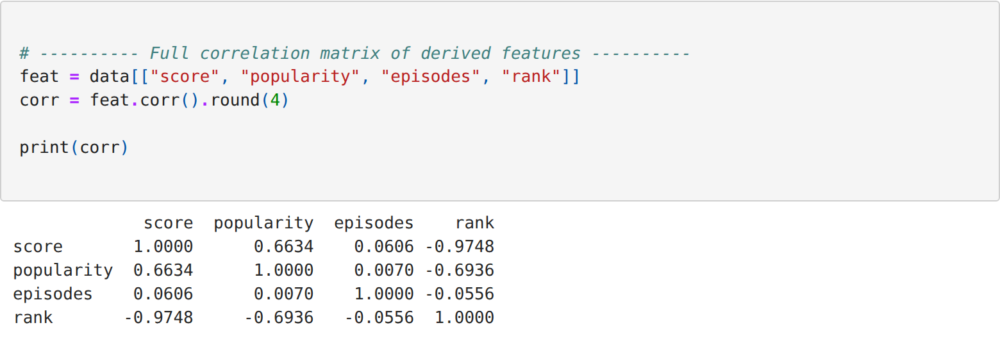 # ---------- Full correlation matrix of derived features ----------
feat = data[["score", "popularity", "episodes", "rank"]]
corr = feat.corr().round(4)
print(corr)
            score  popularity  episodes    rank
score       1.0000      0.6634    0.0606 -0.9748
popularity  0.6634      1.0000    0.0070 -0.6936
episodes    0.0606      0.0070    1.0000 -0.0556
rank       -0.9748     -0.6936   -0.0556  1.0000